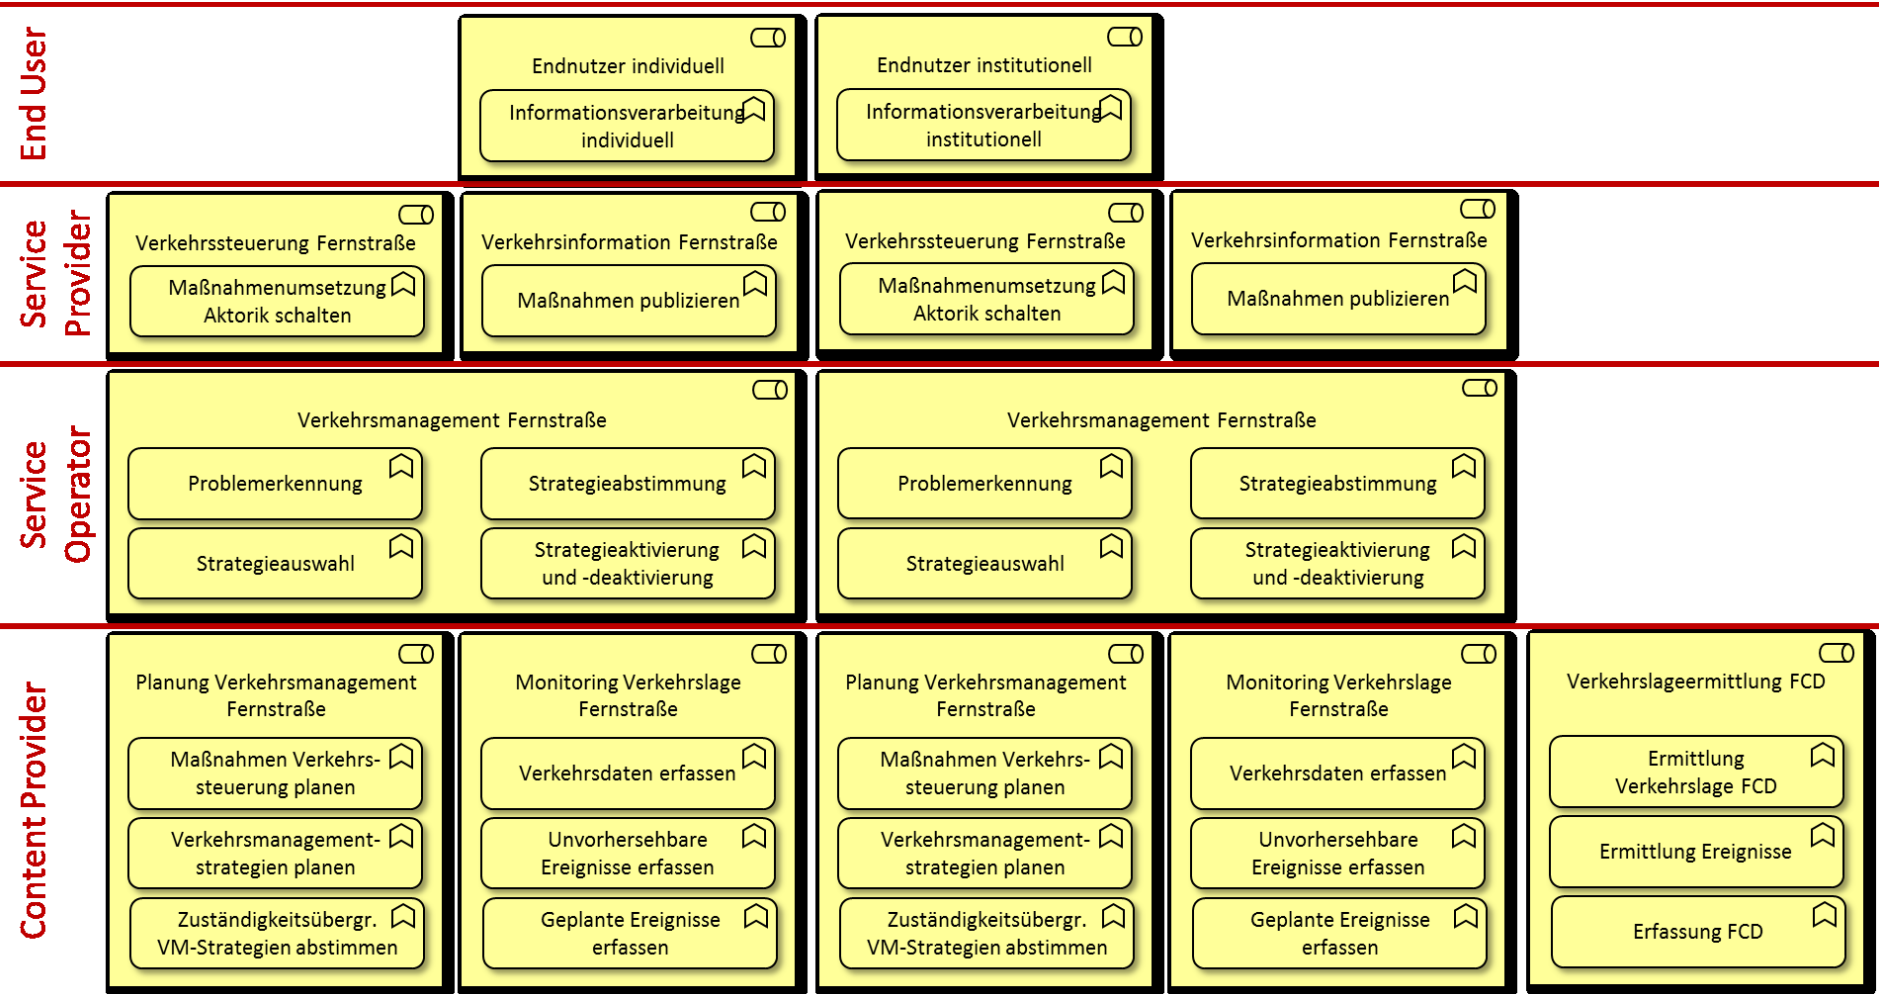 End User
Endnutzer individuell
Informationsverarbeitung
individuell
Endnutzer institutionell
Informationsverarbeitung
institutionell
Service
Provider
Verkehrssteuerung Fernstraße
Maßnahmenumsetzung
Aktorik schalten
Verkehrsinformation Fernstraße
Maßnahmen publizieren
Verkehrssteuerung Fernstraße
Maßnahmenumsetzung
Aktorik schalten
Verkehrsinformation Fernstraße
Maßnahmen publizieren
Service
Operator
Verkehrsmanagement Fernstraße
Problemerkennung
Strategieabstimmung
Strategieauswahl
Strategieaktivierung
und -deaktivierung
Verkehrsmanagement Fernstraße
Problemerkennung
Strategieabstimmung
Strategieauswahl
Strategieaktivierung
und -deaktivierung
Content Provider
Planung Verkehrsmanagement
Fernstraße
Maßnahmen Verkehrs-
steuerung planen
Verkehrsmanagement-
strategien planen
Zuständigkeitsübergr.
VM-Strategien abstimmen
Monitoring Verkehrslage
Fernstraße
Verkehrsdaten erfassen
Unvorhersehbare
Ereignisse erfassen
Geplante Ereignisse
erfassen
Planung Verkehrsmanagement
Fernstraße
Maßnahmen Verkehrs-
steuerung planen
Verkehrsmanagement-
strategien planen
Zuständigkeitsübergr.
VM-Strategien abstimmen
Monitoring Verkehrslage
Fernstraße
Verkehrsdaten erfassen
Unvorhersehbare
Ereignisse erfassen
Geplante Ereignisse
erfassen
Verkehrslageermittlung FCD
Ermittlung
Verkehrslage FCD
Ermittlung Ereignisse
Erfassung FCD